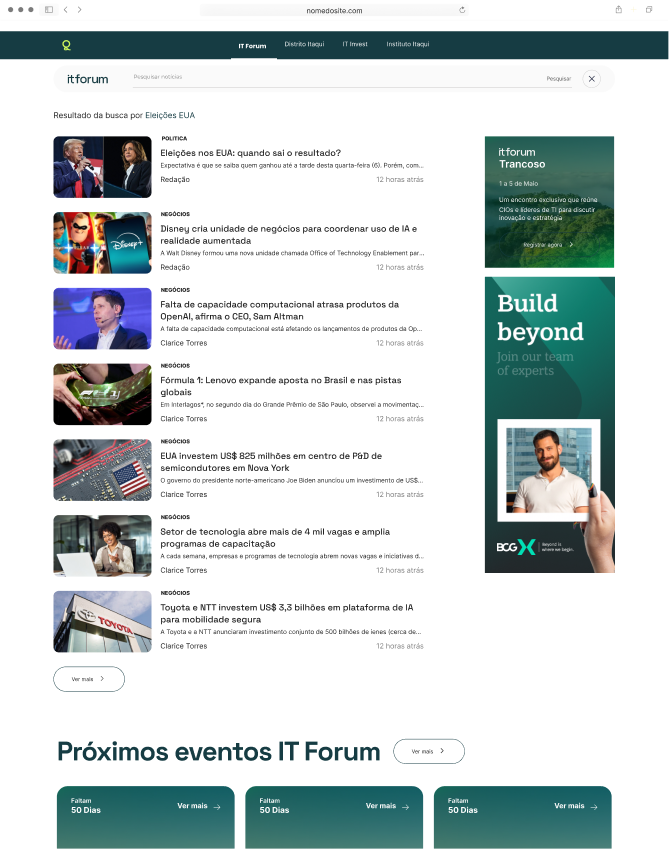 nomedosite.com
IT Forum
Distrito Itaqui
IT Invest
Instituto Itaqui
itforum
Pesquisar notícias
Pesquisar
Resultado da busca por Eleições EUA
POLITICA
Eleições nos EUA: quando sai o resultado?
Expectativa é que se saiba quem ganhou até a tarde desta quarta-feira (6). Porém, com...
Redação
12 horas atrás
Disney+
NEGÓCIOS
Disney cria unidade de negócios para coordenar uso de IA e
realidade aumentada
A Walt Disney formou uma nova unidade chamada Office of Technology Enablement par...
Redação
12 horas atrás
NEGÓCIOS
Falta de capacidade computacional atrasa produtos da
OpenAI, afirma o CEO, Sam Altman
A falta de capacidade computacional está afetando os lançamentos de produtos da Op...
Clarice Torres
12 horas atrás
NEGÓCIOS
Fórmula 1: Lenovo expande aposta no Brasil e nas pistas
globais
Em Interlagos*, no segundo dia do Grande Prêmio de São Paulo, observei a movimentaç...
Clarice Torres
12 horas atrás
NEGÓCIOS
EUA investem US$ 825 milhões em centro de P&D de
semicondutores em Nova York
O governo do presidente norte-americano Joe Biden anunciou um investimento de US$...
Clarice Torres
12 horas atrás
NEGÓCIOS
Setor de tecnologia abre mais de 4 mil vagas e amplia
programas de capacitação
A cada semana, empresas e programas de tecnologia abrem novas vagas e iniciativas d...
Clarice Torres
12 horas atrás
TOYOTA
NEGÓCIOS
Toyota e NTT investem US$ 3,3 bilhões em plataforma de IA
para mobilidade segura
A Toyota e a NTT anunciaram investimento conjunto de 500 bilhões de ienes (cerca de...
Clarice Torres
12 horas atrás
Ver mais
itforum
Trancoso
1 a 5 de Maio
Um encontro exclusivo que reúne
CIOs e líderes de TI para discutir
inovação e estratégia
Registrar agora
Build
beyond
Join our team
of experts
BCG X
Beyond is
where we begin.
Próximos eventos IT Forum
Ver mais
Faltam
50 Dias
Ver mais
Faltam
50 Dias
Ver mais
Faltam
50 Dias
Ver mais